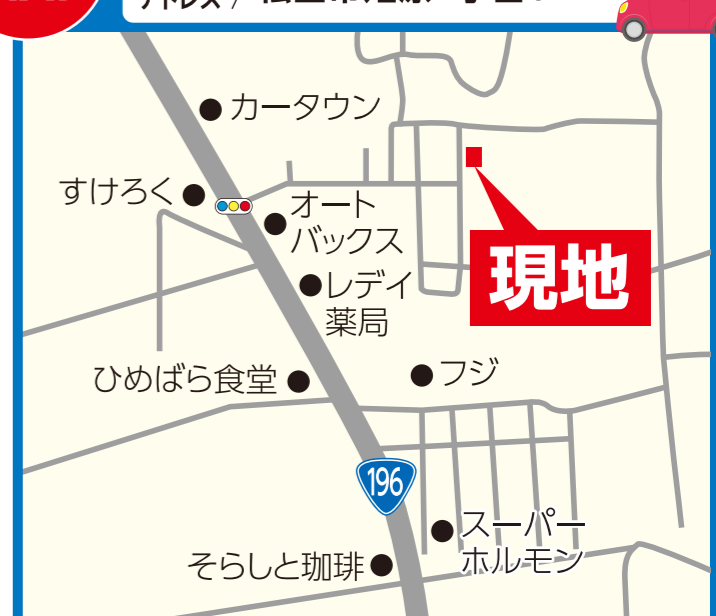 カータウン
すけろく
オート
バックス
レデイ
薬局
現地
ひめばら食堂
フジ
196
スーパー
ホルモン
そらしと珈琲